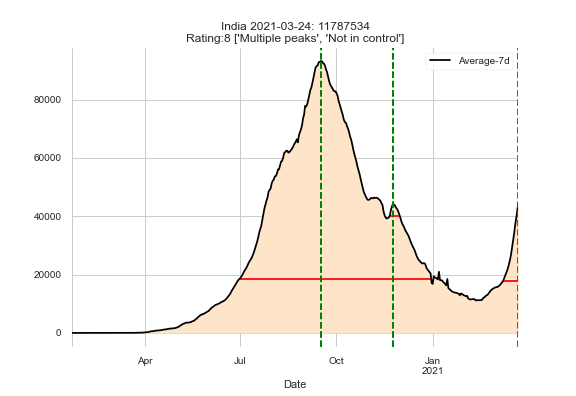 India 2021-03-24: 11787534
Rating:8 ['Multiple peaks', 'Not in control']
Average-7d
80000
60000
40000
20000
0
Apr
Jul
Oct
Jan
2021
Date